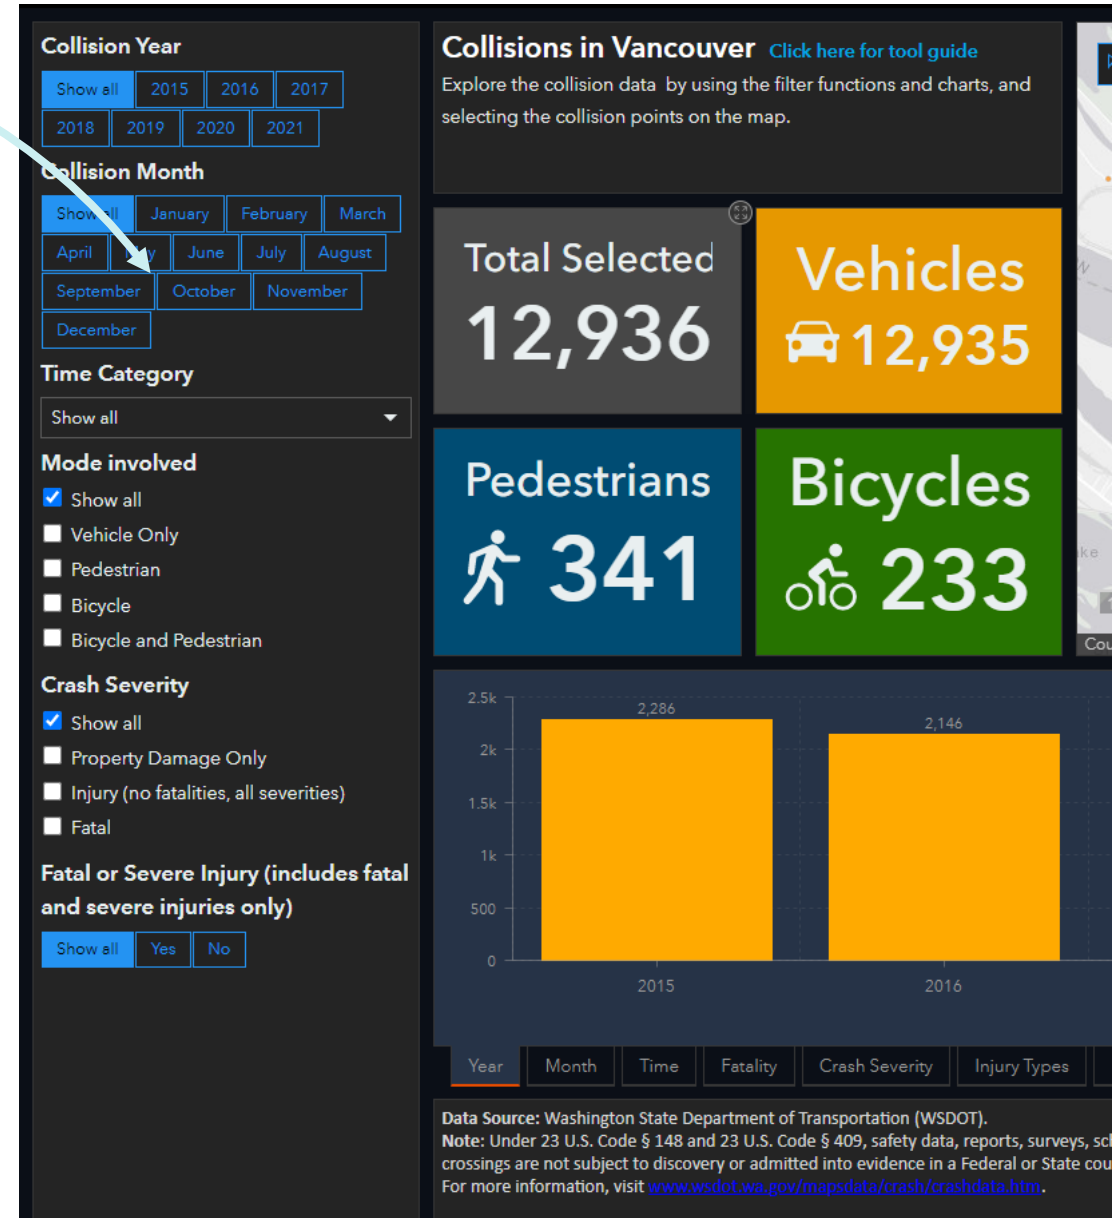 Collision Year
Show all 2015 2016 2017
2018 2019 2020 2021
Collision Month
Show all January February March
April May June July August
September October November
December
Time Category
Show all
Mode involved
Show all
Vehicle Only
Pedestrian
Bicycle
Bicycle and Pedestrian
Crash Severity
Show all
Property Damage Only
Injury (no fatalities, all severities)
Fatal
Fatal or Severe Injury (includes fatal
and severe injuries only)
Show all Yes No
Collisions in Vancouver Click here for tool guide
Explore the collision data by using the filter functions and charts, and
selecting the collision points on the map.
Total Selected
12,936
Vehicles
12,935
Pedestrians
341
Bicycles
233
W
ke
Cou
2.5k
2k
1.5k
1k
500
0
2,286
2,146
2015 2016
Year Month Time Fatality Crash Severity Injury Types
Data Source: Washington State Department of Transportation (WSDOT).
Note: Under 23 U.S. Code § 148 and 23 U.S. Code § 409, safety data, reports, surveys, scl
crossings are not subject to discovery or admitted into evidence in a Federal or State cou
For more information, visit www.wsdot.wa.gov/mapsdata/crash/crashdata.htm.